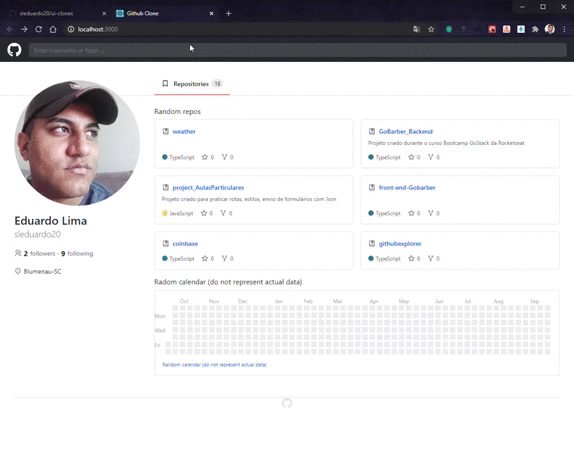 sleduardo20/ui-clones
Github Clone
localhost:3000
Enter Username or Repo ...
Repositories 18
Random repos
weather
TypeScript 0 0
GoBarber_Backend
Projeto criado durante o curso Bootcamp GoStack da Rocketseat
TypeScript 0 0
project_AulasParticulares
Projeto criado para praticar rotas, estilos, envio de formulários com Json
JavaScript 0 0
front-end-Gobarber
TypeScript 0 0
coinbase
TypeScript 0 0
githubexplorer
TypeScript 0 0
Eduardo Lima
sleduardo20
2 followers · 9 following
Blumenau-SC
Radom calendar (do not represent actual data)
Oct Nov Dec Jan Feb Mar Apr May Jun Jul Aug Sep
Mon
Wed
Fri
Random calendar (do not represent actual data)